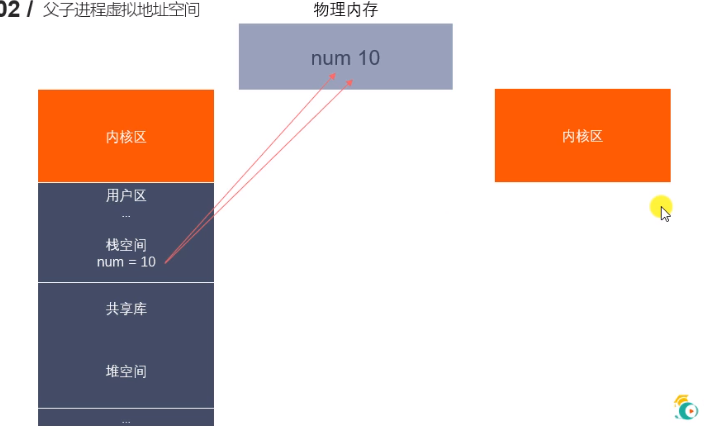 02 / 父子进程虚拟地址空间
物理内存
num 10
内核区
用户区
...
栈空间
num = 10
共享库
堆空间
...
内核区